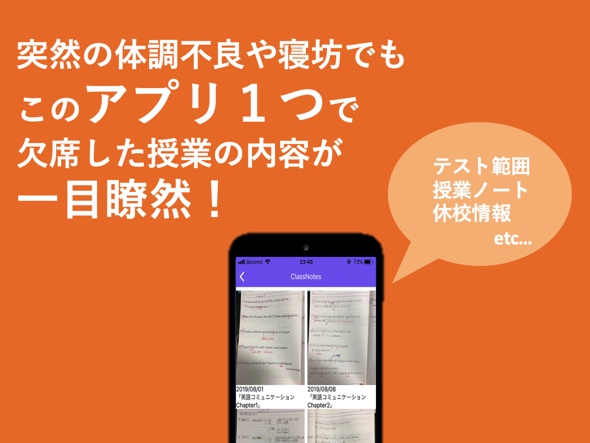 突然の体調不良や寝坊でも
このアプリ１つで
欠席した授業の内容が
一目瞭然！
テスト範囲
授業ノート
休校情報
etc...
docomo
23:45
73%
ClassNotes
2019/08/01
「英語コミュニケーション
Chapter1」
2019/08/08
「英語コミュニケーション
Chapter2」